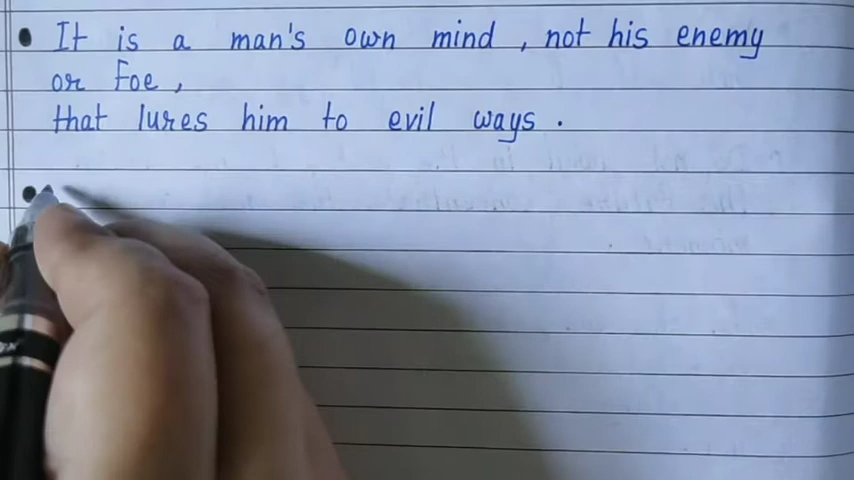 • It is a man's own mind, not his enemy
or Foe,
that lures him to evil ways.
•